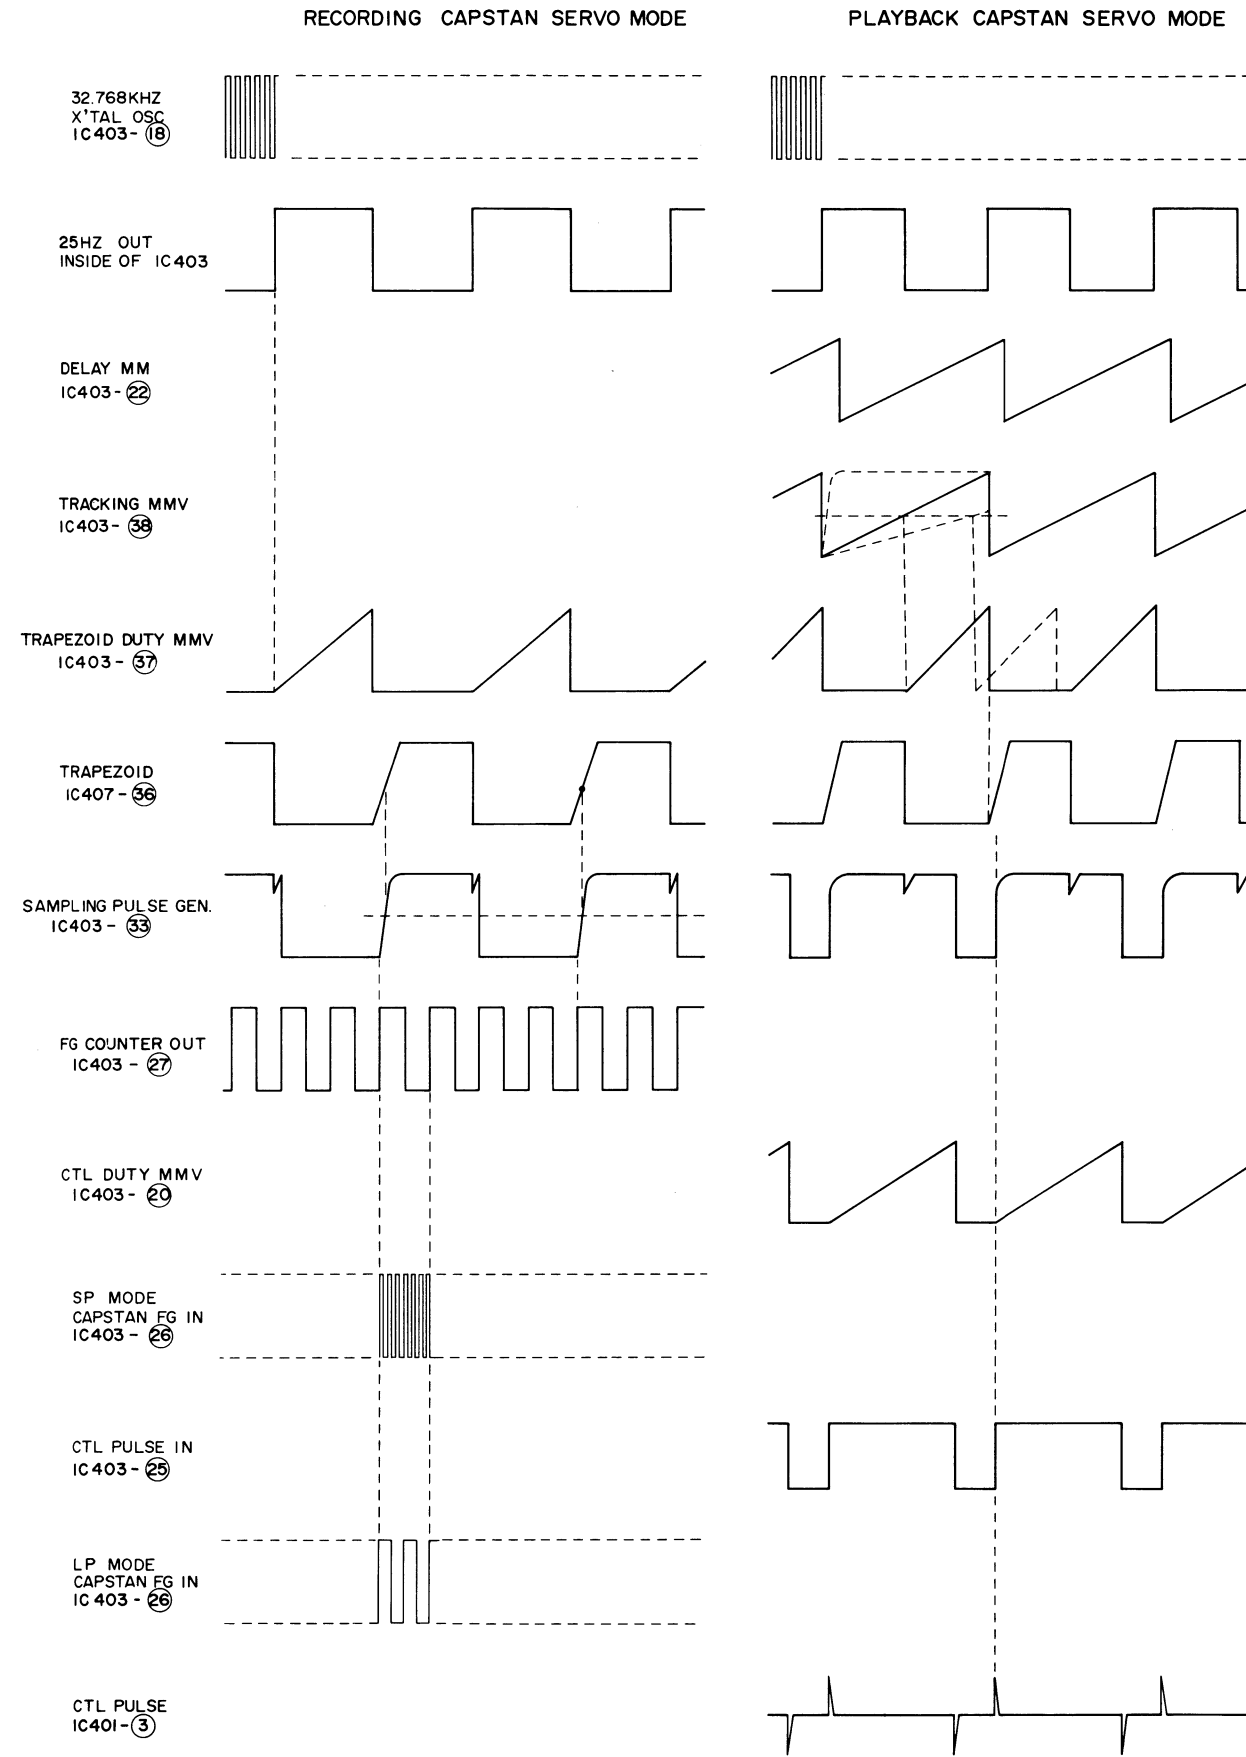 RECORDING CAPSTAN SERVO MODE
PLAYBACK CAPSTAN SERVO MODE
32.768KHZ
X'TAL OSC
IC403- 18
25HZ OUT
INSIDE OF IC403
DELAY MM
IC403- 22
TRACKING MMV
IC403- 38
TRAPEZOID DUTY MMV
IC403- 37
TRAPEZOID
IC407- 36
SAMPLING PULSE GEN.
IC403- 33
FG COUNTER OUT
IC403 - 27
CTL DUTY MMV
IC403- 20
SP MODE
CAPSTAN FG IN
IC403 - 26
CTL PULSE IN
IC403- 25
LP MODE
CAPSTAN FG IN
IC403 - 26
CTL PULSE
IC401- 3